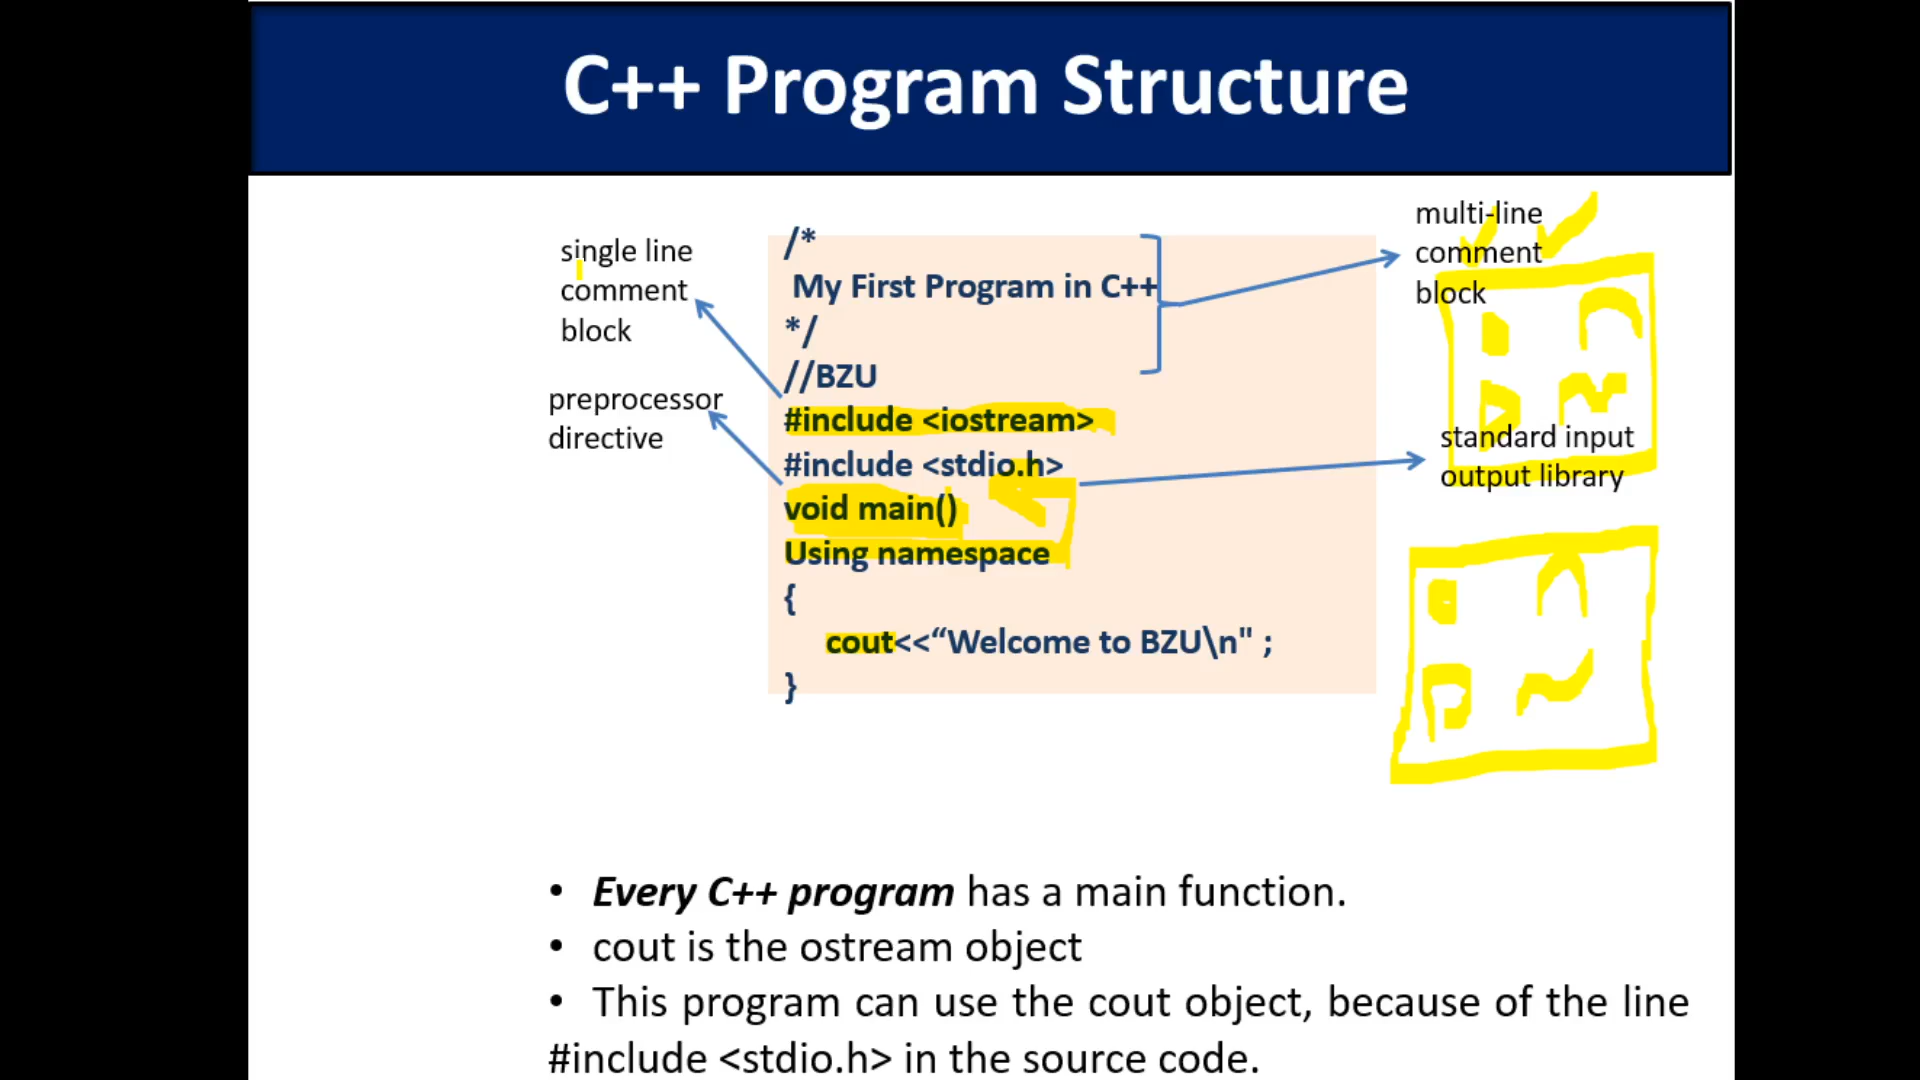 C++ Program Structure
single line
comment
block
preprocessor
directive
/*
My First Program in C++
*/
//BZU
#include <iostream>
#include <stdio.h>
void main()
Using namespace
{
cout<<“Welcome to BZU\n" ;
}
multi-line
comment
block
standard input
output library
• Every C++ program has a main function.
• cout is the ostream object
• This program can use the cout object, because of the line
#include <stdio.h> in the source code.